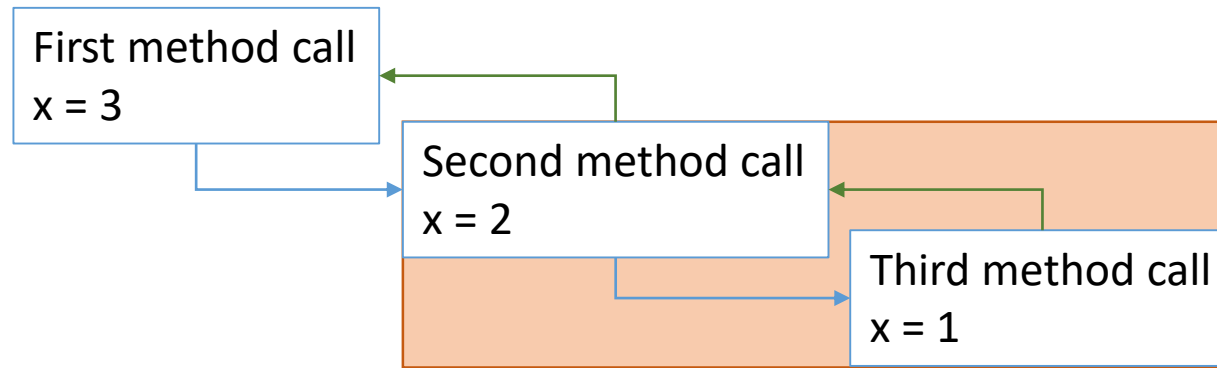 First method call
x = 3
Second method call
x = 2
Third method call
x = 1